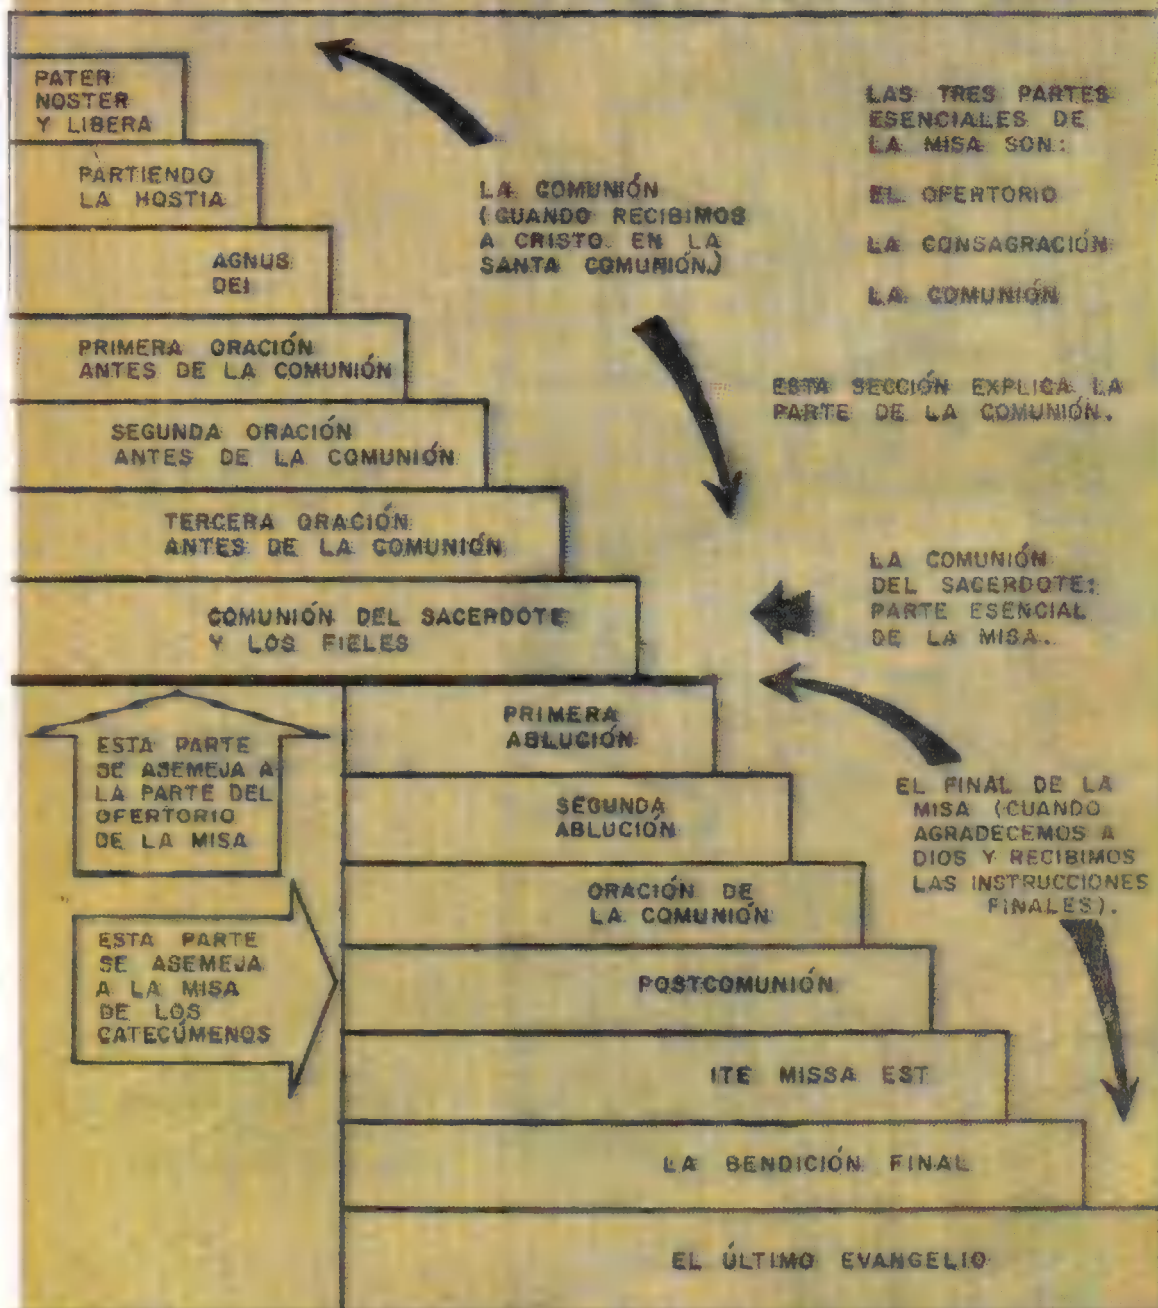 PATER
NOSTER
Y LIBERA
PARTIENDO
LA HOSTIA
AGNUS
DEI
PRIMERA ORACIÓN
ANTES DE LA COMUNIÓN
SEGUNDA ORACIÓN
ANTES DE LA COMUNIÓN
TERCERA ORACIÓN
ANTES DE LA COMUNIÓN
COMUNIÓN DEL SACERDOTE
Y LOS FIELES
LA COMUNIÓN
(CUANDO RECIBIMOS
A CRISTO EN LA
SANTA COMUNIÓN)
LAS TRES PARTES
ESENCIALES DE
LA MISA SON:
EL OFERTORIO
LA CONSAGRACIÓN
LA COMUNIÓN
ESTA SECCIÓN EXPLICA LA
PARTE DE LA COMUNIÓN.
LA COMUNIÓN
DEL SACERDOTE:
PARTE ESENCIAL
DE LA MISA.
ESTA PARTE
SE ASEMEJA A
LA PARTE DEL
OFERTORIO
DE LA MISA
ESTA PARTE
SE ASEMEJA
A LA MISA
DE LOS
CATECÚMENOS
PRIMERA
ABLUCIÓN
SEGUNDA
ABLUCIÓN
ORACIÓN DE
LA COMUNIÓN
POSTCOMUNIÓN
ITE MISSA EST
LA BENDICIÓN FINAL
EL ÚLTIMO EVANGELIO
EL FINAL DE LA
MISA (CUANDO
AGRADECEMOS A
DIOS Y RECIBIMOS
LAS INSTRUCCIONES
FINALES).